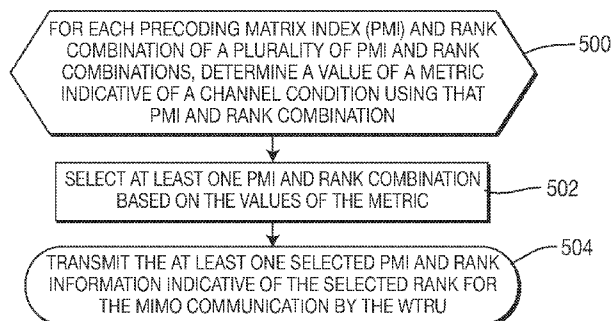 FOR EACH PRECODING MATRIX INDEX (PMI) AND RANK
COMBINATION OF A PLURALITY OF PMI AND RANK
COMBINATIONS, DETERMINE A VALUE OF A METRIC
INDICATIVE OF A CHANNEL CONDITION USING THAT
PMI AND RANK COMBINATION
500
SELECT AT LEAST ONE PMI AND RANK COMBINATION
BASED ON THE VALUES OF THE METRIC
502
TRANSMIT THE AT LEAST ONE SELECTED PMI AND RANK
INFORMATION INDICATIVE OF THE SELECTED RANK FOR
THE MIMO COMMUNICATION BY THE WTRU
504